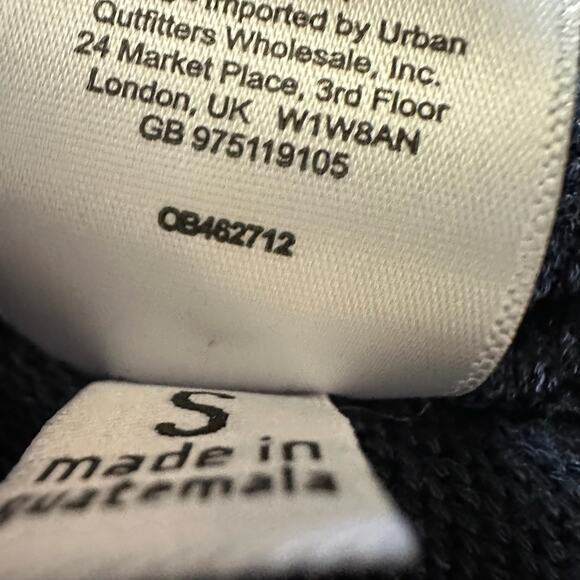 Imported by Urban
Outfitters Wholesale, Inc.
24 Market Place, 3rd Floor
London, UK W1W8AN
GB 975119105
OB462712
S
made in
guatemala